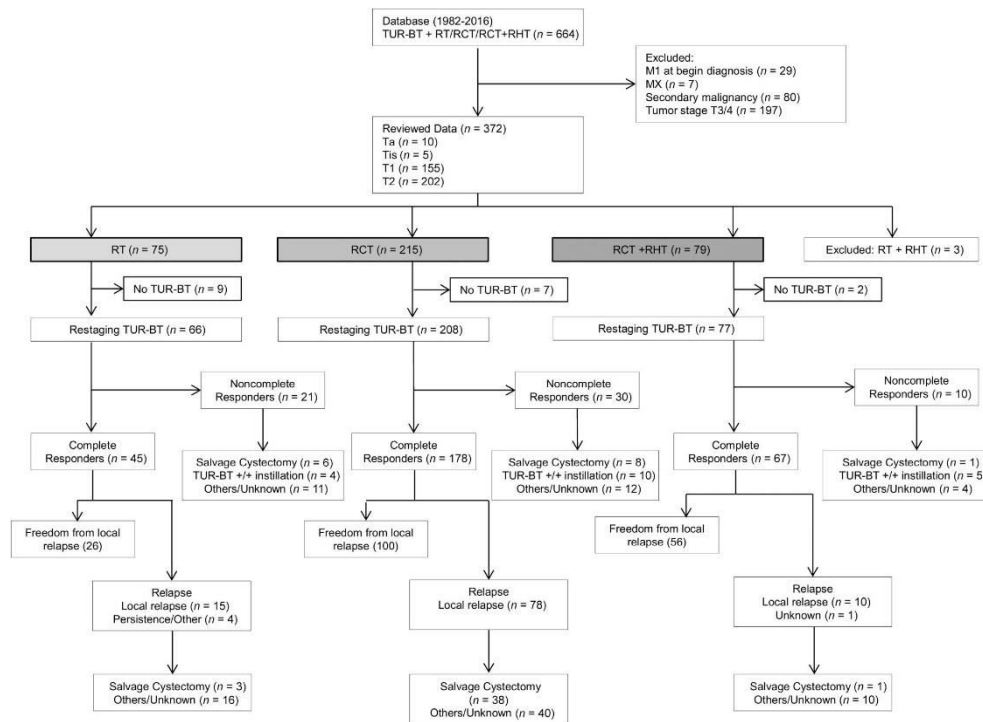 Database (1982-2016)
TUR-BT + RT/RCT/RCT+RHT (n = 664)
Excluded:
M1 at begin diagnosis (n = 29)
MX (n = 7)
Secondary malignancy (n = 80)
Tumor stage T3/4 (n = 197)
Reviewed Data (n = 372)
Ta (n = 10)
Tis (n = 5)
T1 (n = 155)
T2 (n = 202)
RT (n = 75)
RCT (n = 215)
RCT +RHT (n = 79)
Excluded: RT + RHT (n = 3)
No TUR-BT (n = 9)
No TUR-BT (n = 7)
No TUR-BT (n = 2)
Restaging TUR-BT (n = 66)
Restaging TUR-BT (n = 208)
Restaging TUR-BT (n = 77)
Noncomplete
Responders (n = 21)
Noncomplete
Responders (n = 30)
Noncomplete
Responders (n = 10)
Complete
Responders (n = 45)
Salvage Cystectomy (n = 6)
TUR-BT +/+ instillation (n = 4)
Others/Unknown (n = 11)
Complete
Responders (n = 178)
Salvage Cystectomy (n = 8)
TUR-BT +/+ instillation (n = 10)
Others/Unknown (n = 12)
Complete
Responders (n = 67)
Salvage Cystectomy (n = 1)
TUR-BT +/+ instillation (n = 5
Others/Unknown (n = 4)
Freedom from local
relapse (26)
Freedom from local
relapse (100)
Freedom from local
relapse (56)
Relapse
Local relapse (n = 15)
Persistence/Other (n = 4)
Relapse
Local relapse (n = 78)
Relapse
Local relapse (n = 10)
Unknown (n = 1)
Salvage Cystectomy (n = 3)
Others/Unknown (n = 16)
Salvage Cystectomy
(n = 38)
Others/Unknown (n = 40)
Salvage Cystectomy (n = 1)
Others/Unknown (n = 10)